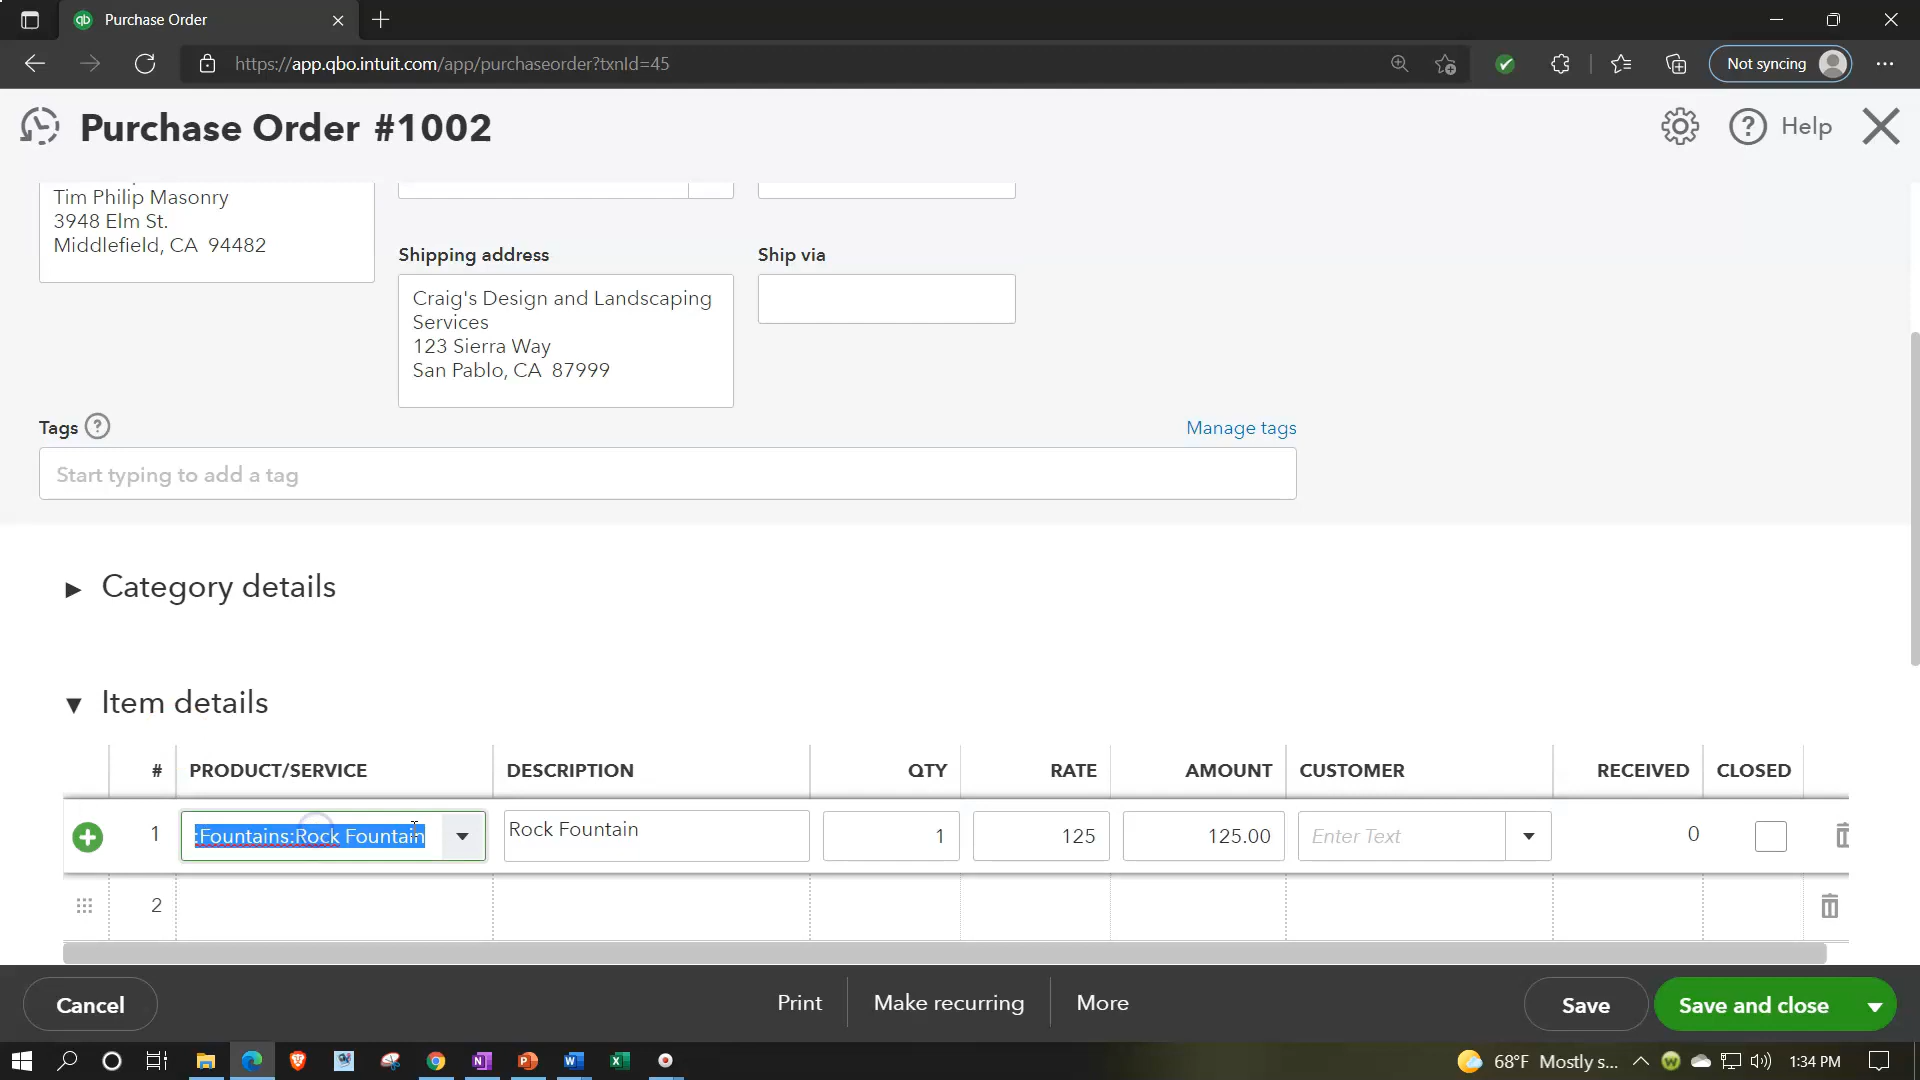 Purchase Order
https://app.qbo.intuit.com/app/purchaseorder?txnId=45
Not syncing
Purchase Order #1002
Help
Tim Philip Masonry
3948 Elm St.
Middlefield, CA 94482
Shipping address
Ship via
Craig's Design and Landscaping
Services
123 Sierra Way
San Pablo, CA 87999
Tags
Manage tags
Start typing to add a tag
Category details
Item details
# PRODUCT/SERVICE DESCRIPTION QTY RATE AMOUNT CUSTOMER RECEIVED CLOSED
1 :Fountains:Rock Fountain Rock Fountain 1 125 125.00 Enter Text 0
2
Cancel Print Make recurring More Save Save and close
68°F Mostly s... 1:34 PM